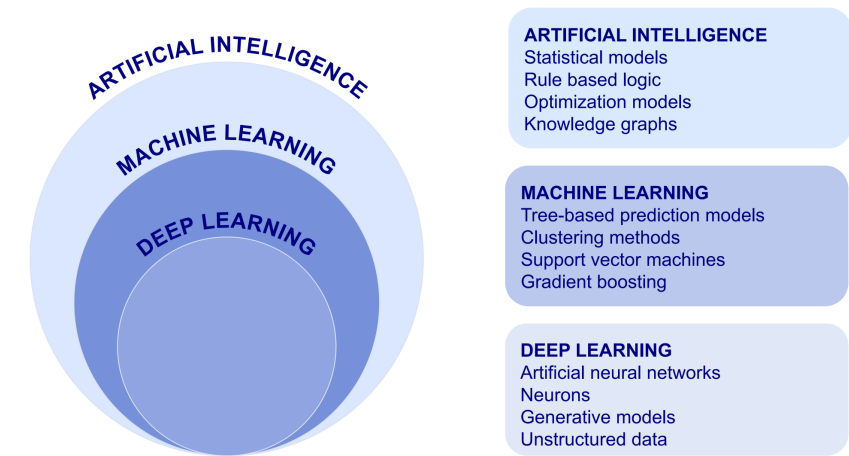 ARTIFICIAL INTELLIGENCE
MACHINE LEARNING
DEEP LEARNING
ARTIFICIAL INTELLIGENCE
Statistical models
Rule based logic
Optimization models
Knowledge graphs
MACHINE LEARNING
Tree-based prediction models
Clustering methods
Support vector machines
Gradient boosting
DEEP LEARNING
Artificial neural networks
Neurons
Generative models
Unstructured data